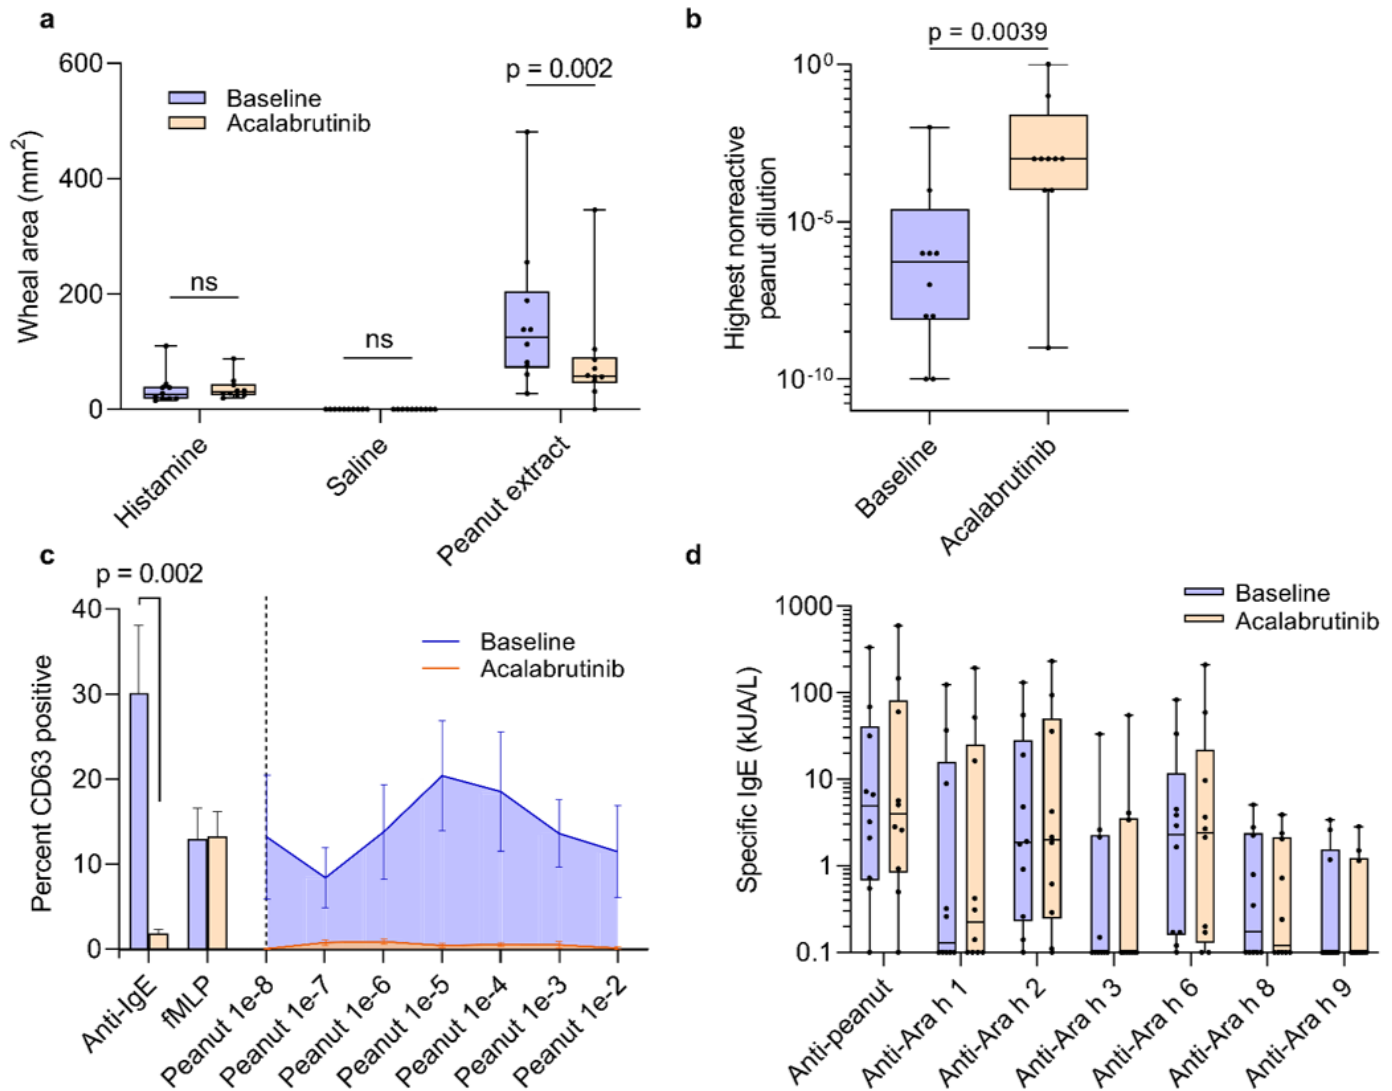 a
600
400
200
0
Wheal area (mm²)
Baseline
Acalabrutinib
ns
ns
p = 0.002
Histamine
Saline
Peanut extract
b
p = 0.0039
10⁰
10⁻⁵
10⁻¹⁰
Highest nonreactive
peanut dilution
Baseline
Acalabrutinib
c
p = 0.002
40
30
20
10
0
Percent CD63 positive
Baseline
Acalabrutinib
Anti-IgE
fMLP
Peanut 1e-8
Peanut 1e-7
Peanut 1e-6
Peanut 1e-5
Peanut 1e-4
Peanut 1e-3
Peanut 1e-2
d
Baseline
Acalabrutinib
1000
100
10
1
0.1
Specific IgE (kUA/L)
Anti-peanut
Anti-Ara h 1
Anti-Ara h 2
Anti-Ara h 3
Anti-Ara h 6
Anti-Ara h 8
Anti-Ara h 9